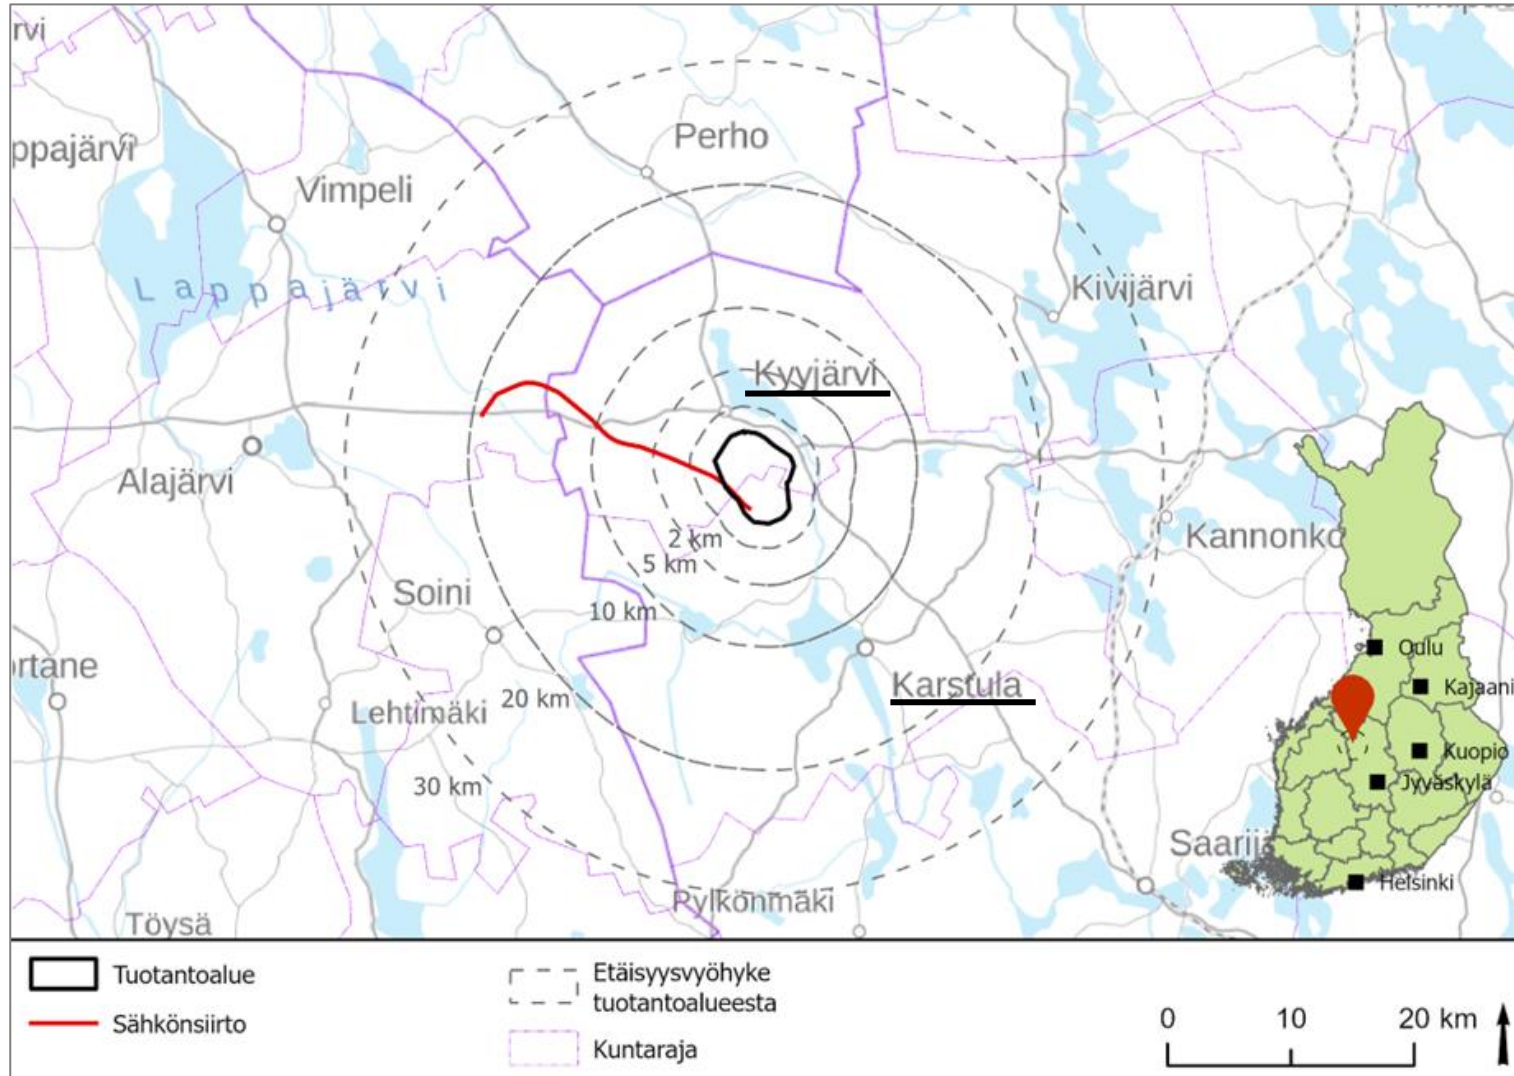 rvi
Perho
ppajärvi
Vimpeli
Lappajärvi
Kivijärvi
Kyyjärvi
Alajärvi
Kannonko
2 km
5 km
Soini
10 km
Oulu
ortane
Karstula
Kajaani
20 km
Lehtimäki
Kuopio
30 km
Jyväskylä
Saarijä
Helsinki
Pylkönmäki
Töysä
Tuotantoalue
Sähkönsiirto
Etäisyysvyöhyke
tuotantoalueesta
Kuntaraja
0 10 20 km